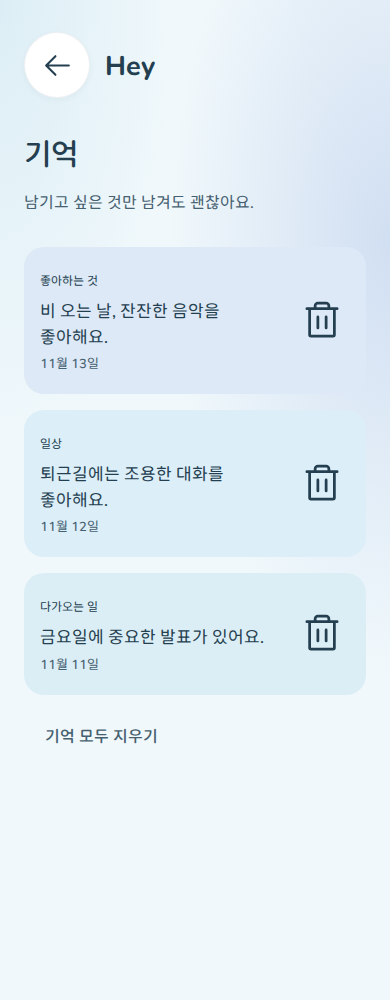 Hey
기억
남기고 싶은 것만 남겨도 괜찮아요.
좋아하는 것
비 오는 날, 잔잔한 음악을
좋아해요.
11월 13일
일상
퇴근길에는 조용한 대화를
좋아해요.
11월 12일
다가오는 일
금요일에 중요한 발표가 있어요.
11월 11일
기억 모두 지우기